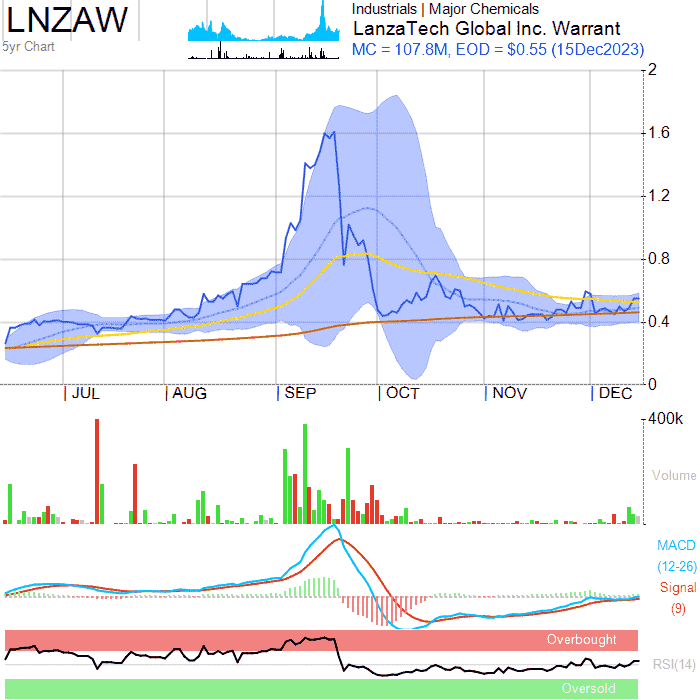 LNZAW
5yr Chart
Industrials | Major Chemicals
LanzaTech Global Inc. Warrant
MC = 107.8M, EOD = $0.55 (15Dec2023)
2
1.6
1.2
0.8
0.4
0
JUL AUG SEP OCT NOV DEC
400k
Volume
MACD
(12-26)
Signal
(9)
Overbought
RSI(14)
Oversold